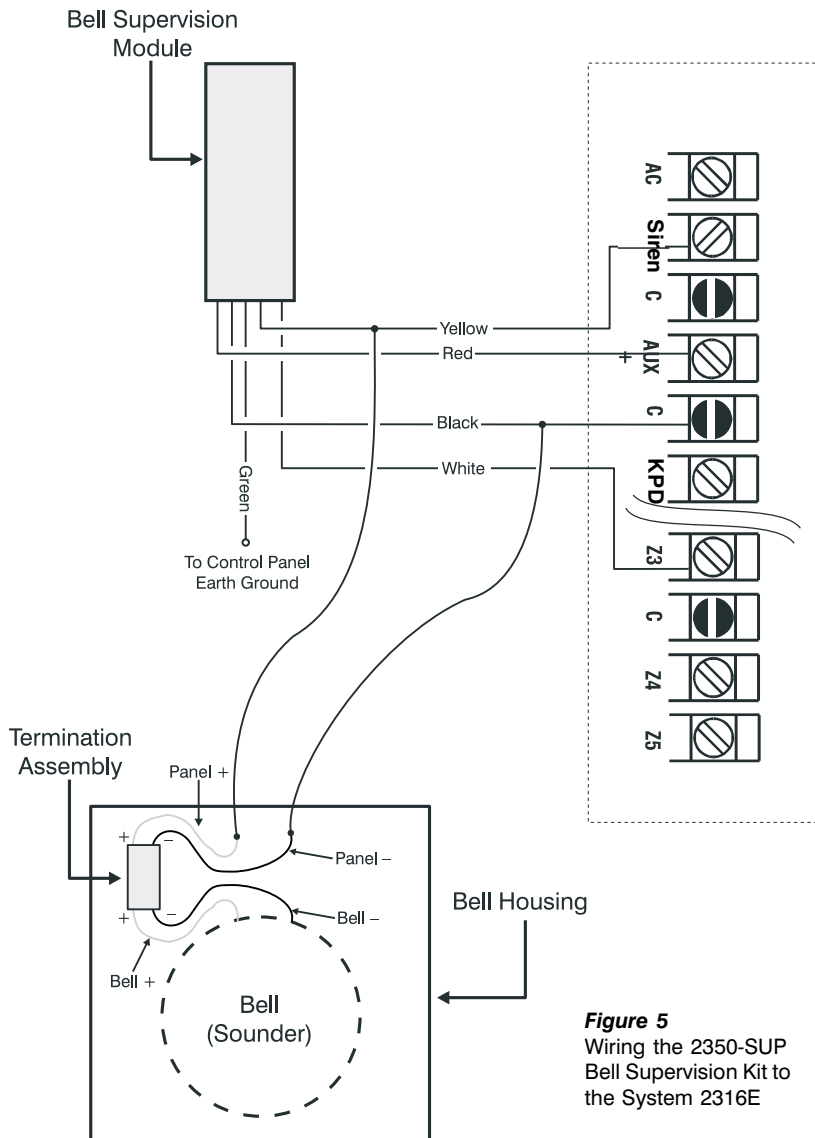 Bell Supervision
Module
AC
Siren
C
+ AUX
C
KPD
Z3
C
Z4
Z5
Yellow
Red
Black
White
Green
To Control Panel
Earth Ground
Termination
Assembly
Panel +
+ −
Panel −
+ −
Bell −
Bell +
Bell
(Sounder)
Bell Housing
Figure 5
Wiring the 2350-SUP
Bell Supervision Kit to
the System 2316E